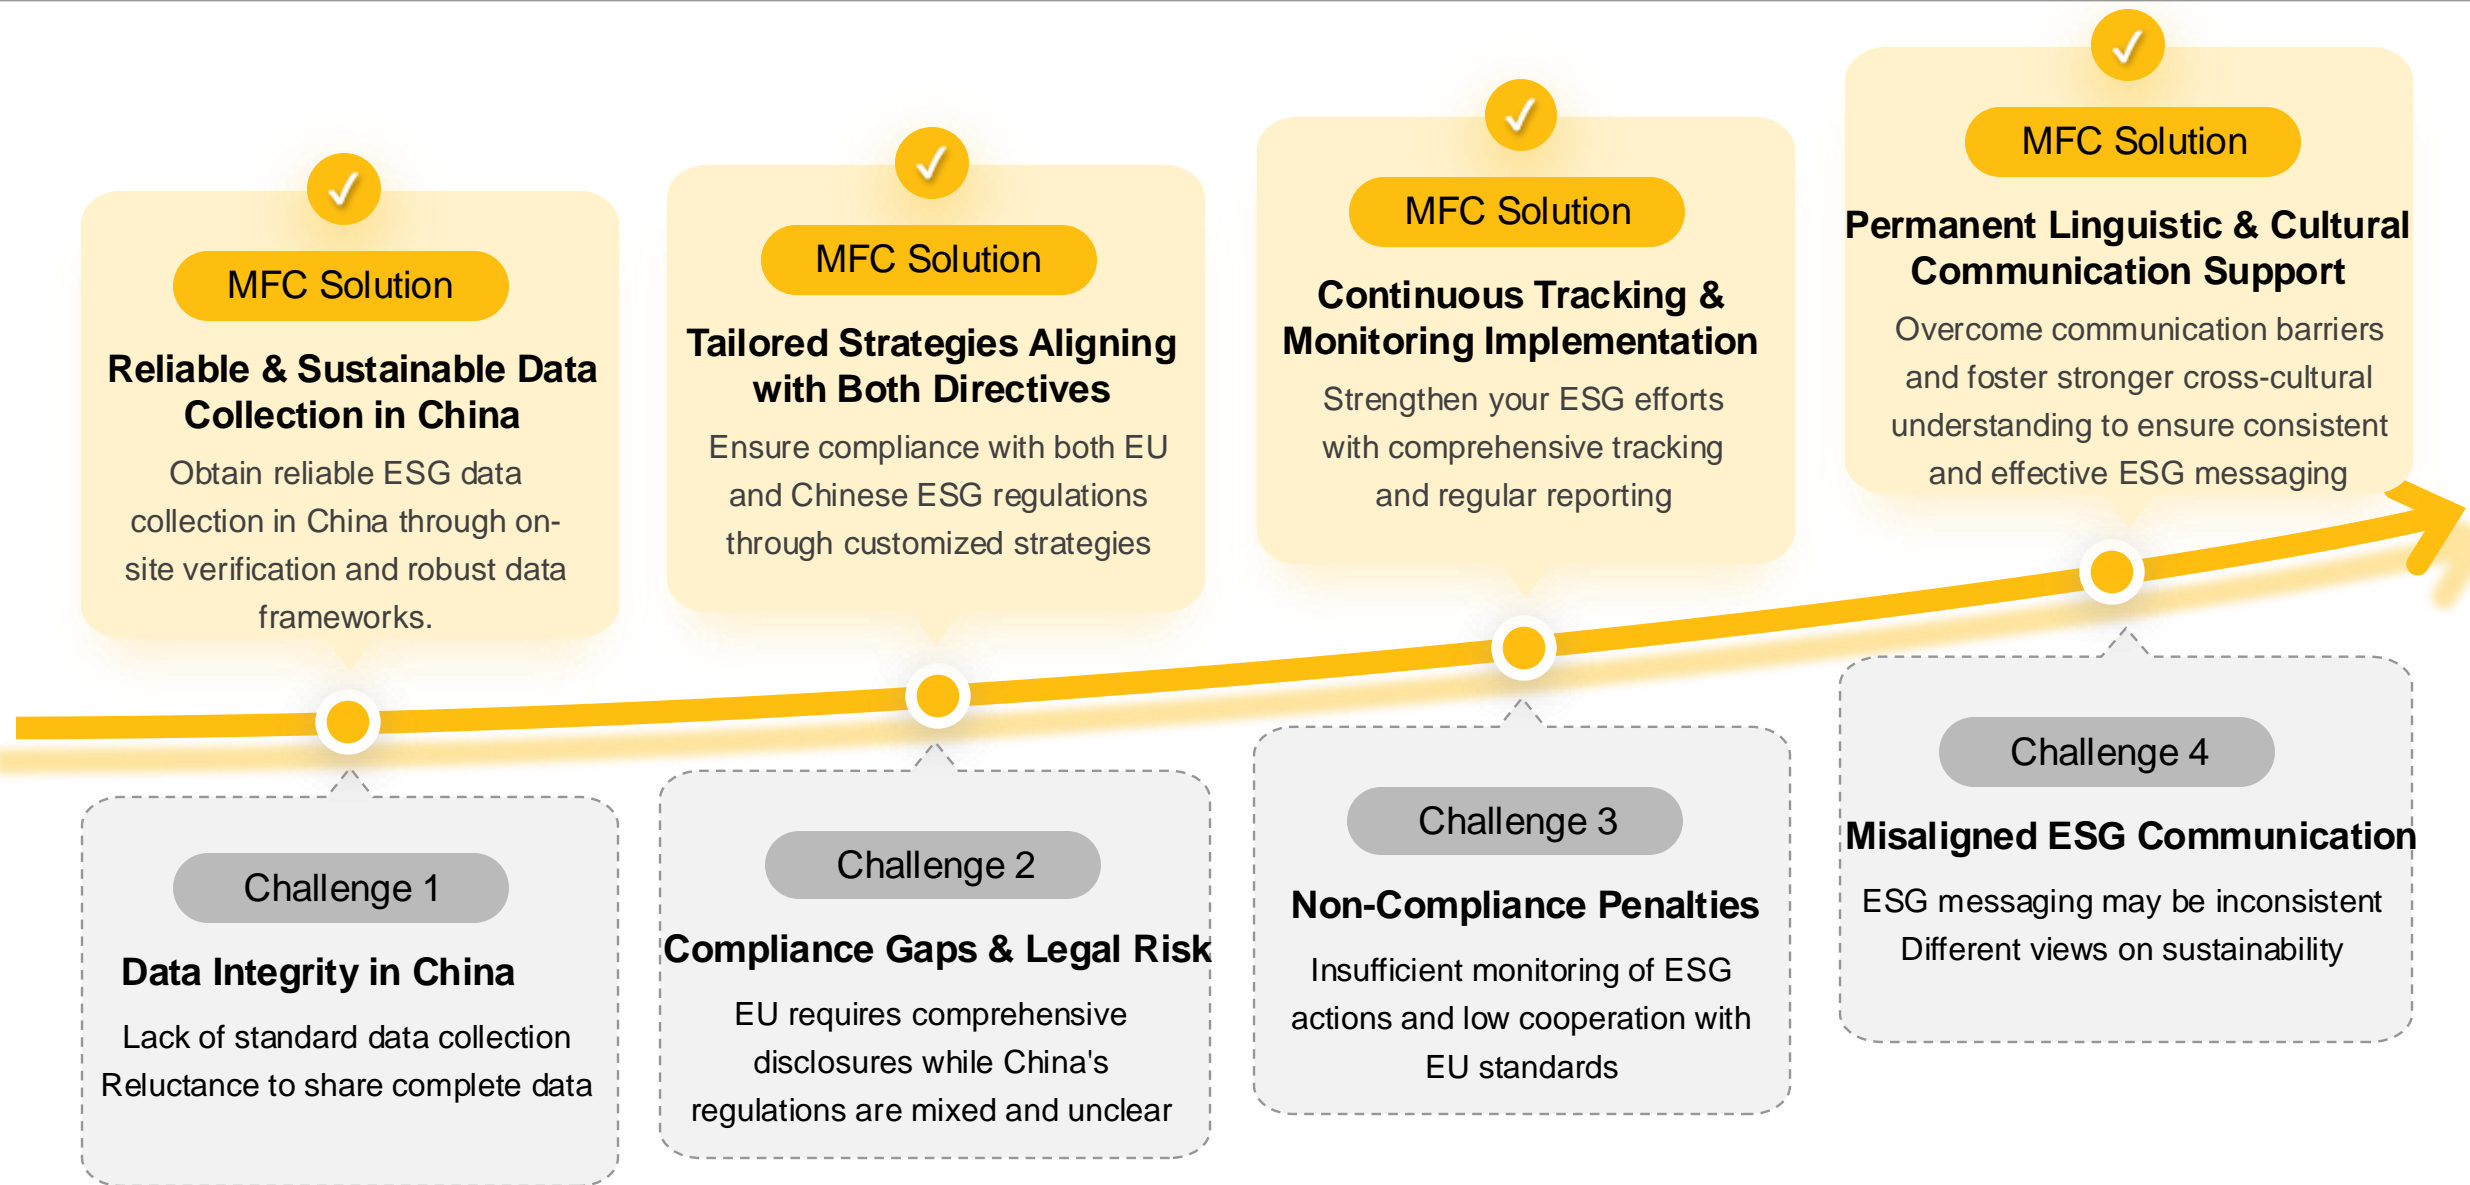 MFC Solution
Reliable & Sustainable Data
Collection in China
Obtain reliable ESG data
collection in China through on-
site verification and robust data
frameworks.
MFC Solution
Tailored Strategies Aligning
with Both Directives
Ensure compliance with both EU
and Chinese ESG regulations
through customized strategies
MFC Solution
Continuous Tracking &
Monitoring Implementation
Strengthen your ESG efforts
with comprehensive tracking
and regular reporting
MFC Solution
Permanent Linguistic & Cultural
Communication Support
Overcome communication barriers
and foster stronger cross-cultural
understanding to ensure consistent
and effective ESG messaging
Challenge 1
Data Integrity in China
Lack of standard data collection
Reluctance to share complete data
Challenge 2
Compliance Gaps & Legal Risk
EU requires comprehensive
disclosures while China's
regulations are mixed and unclear
Challenge 3
Non-Compliance Penalties
Insufficient monitoring of ESG
actions and low cooperation with
EU standards
Challenge 4
Misaligned ESG Communication
ESG messaging may be inconsistent
Different views on sustainability